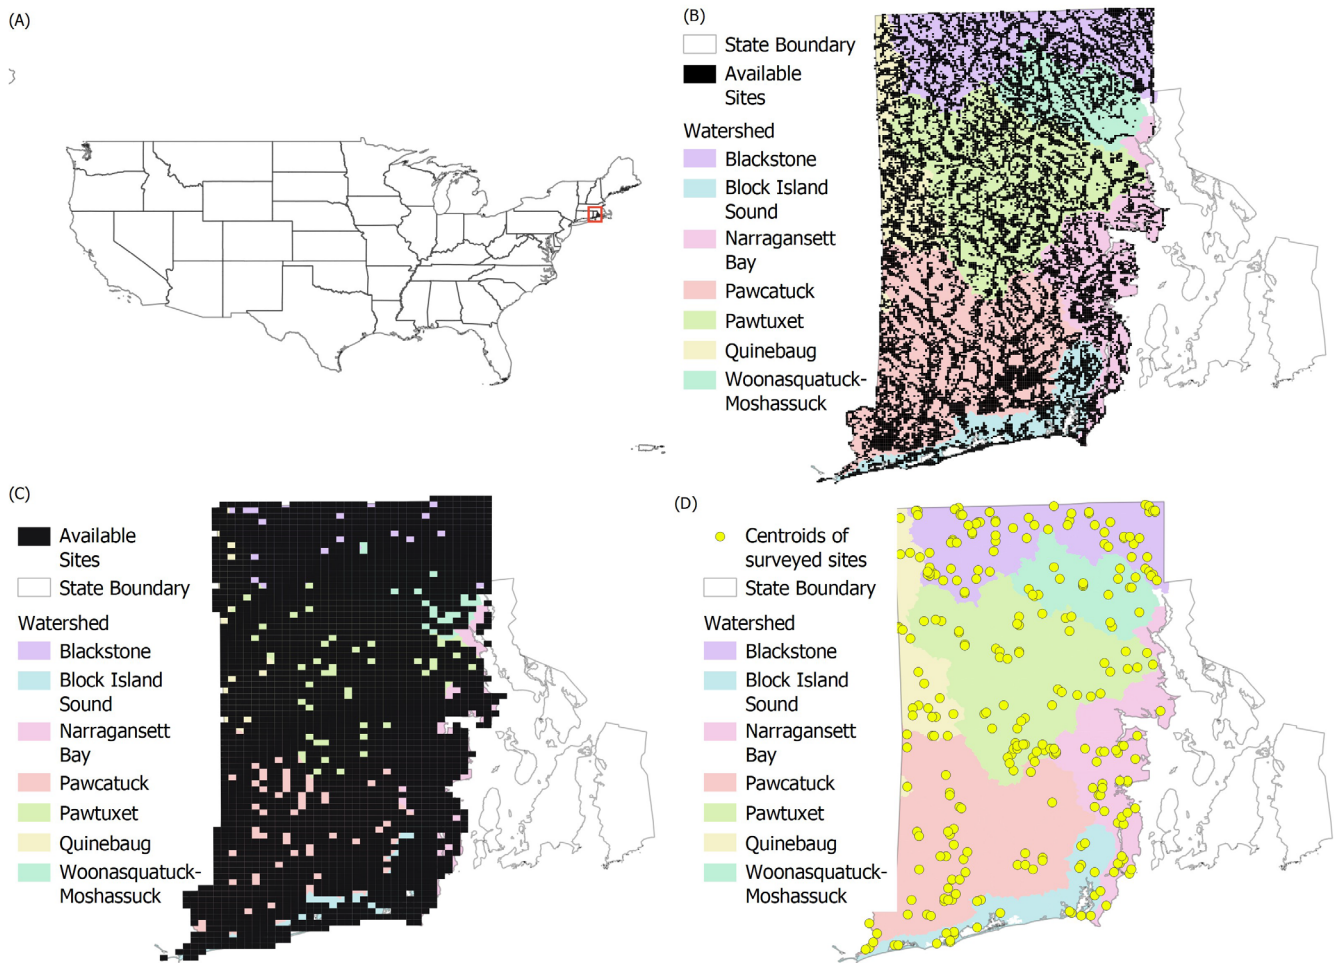 (A)
(B)
State Boundary
Available
Sites
Watershed
Blackstone
Block Island
Sound
Narragansett
Bay
Pawcatuck
Pawtuxet
Quinebaug
Woonasquatuck-
Moshassuck
(C)
Available
Sites
State Boundary
Watershed
Blackstone
Block Island
Sound
Narragansett
Bay
Pawcatuck
Pawtuxet
Quinebaug
Woonasquatuck-
Moshassuck
(D)
Centroids of
surveyed sites
State Boundary
Watershed
Blackstone
Block Island
Sound
Narragansett
Bay
Pawcatuck
Pawtuxet
Quinebaug
Woonasquatuck-
Moshassuck